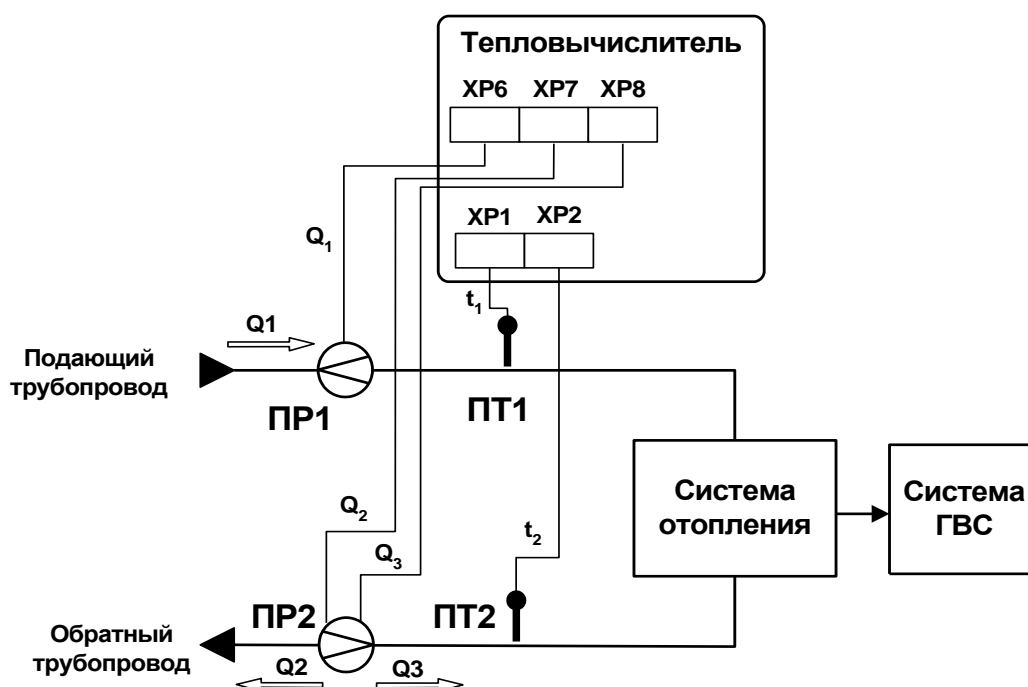 Тепловычислитель
XP6 XP7 XP8
XP1 XP2
Q₁
t₁
Q1
Подающий
трубопровод
ПР1
ПТ1
Система
отопления
Система
ГВС
Q₂
t₂
Q₃
ПР2
ПТ2
Обратный
трубопровод
Q2 Q3